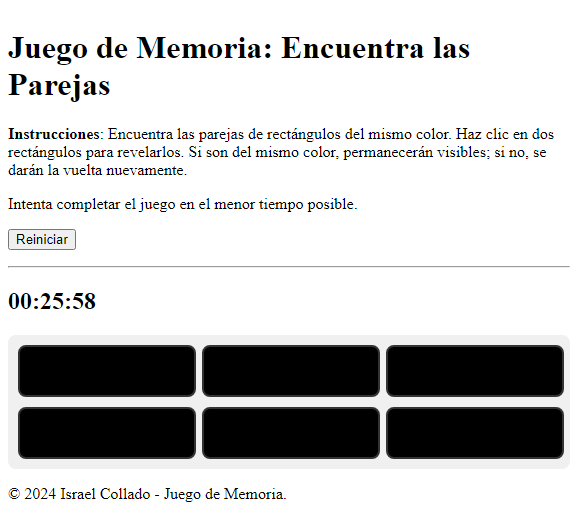 Juego de Memoria: Encuentra las
Parejas
Instrucciones: Encuentra las parejas de rectángulos del mismo color. Haz clic en dos
rectángulos para revelarlos. Si son del mismo color, permanecerán visibles; si no, se
darán la vuelta nuevamente.
Intenta completar el juego en el menor tiempo posible.
Reiniciar
00:25:58
© 2024 Israel Collado - Juego de Memoria.